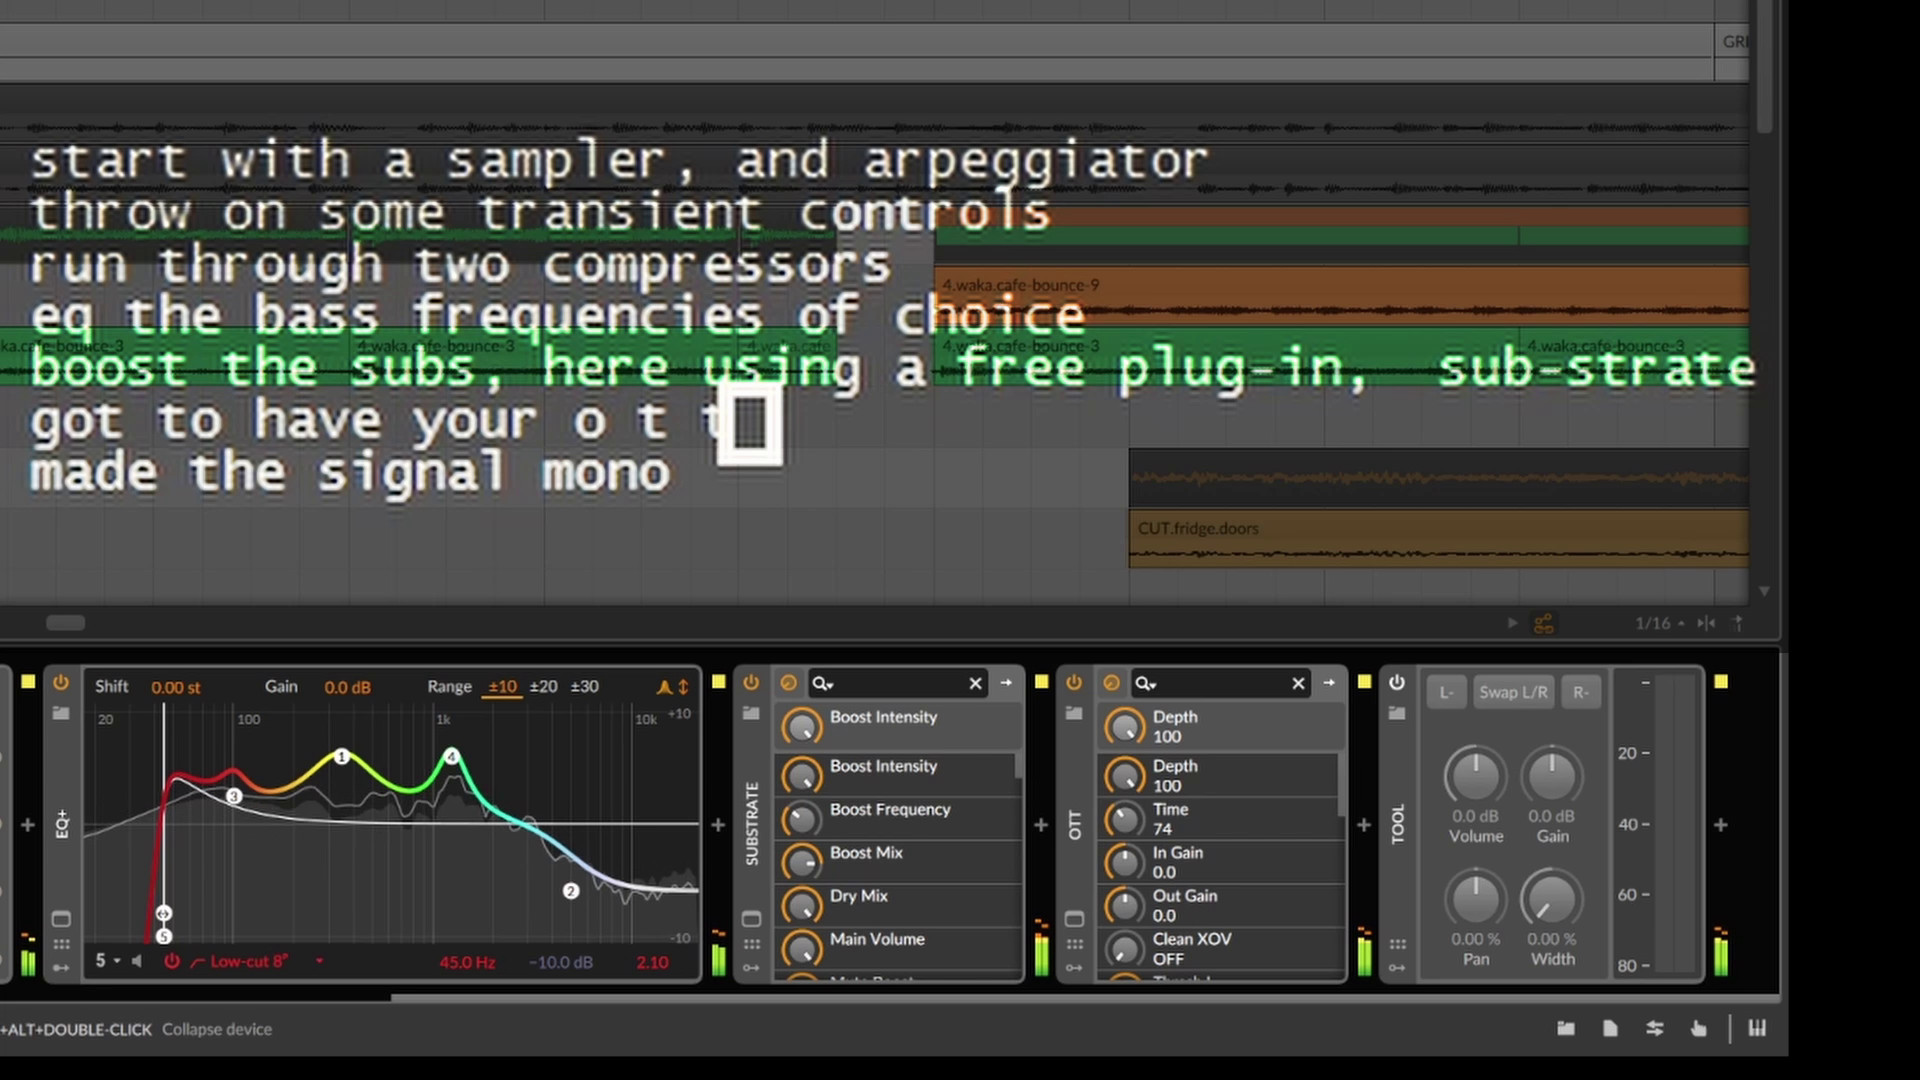 GRI
start with a sampler, and arpeggiator
throw on some transient controls
run through two compressors
4.waka.cafe-bounce-9
eq the bass frequencies of choice
ka.cafe-bounce-3 4.waka.cafe-bounce-3 4.waka.cafe 4.waka.cafe-bounce-3 4.waka.cafe-bounce-3
boost the subs, here using a free plug-in, sub-strate
got to have your o t t
made the signal mono
CUT.fridge.doors
1/16
Shift 0.00 st Gain 0.0 dB Range ±10 ±20 ±30
20 100 1k 10k +10
1
4
3
2
5
-10
EQ+
5 Low-cut 8° 45.0 Hz -10.0 dB 2.10
SUBSTRATE
Boost Intensity
Boost Intensity
Boost Frequency
Boost Mix
Dry Mix
Main Volume
OTT
Depth
100
Depth
100
Time
74
In Gain
0.0
Out Gain
0.0
Clean XOV
OFF
TOOL
L- Swap L/R R-
0.0 dB 0.0 dB
Volume Gain
0.00 % 0.00 %
Pan Width
20
40
60
80
+ALT+DOUBLE-CLICK Collapse device